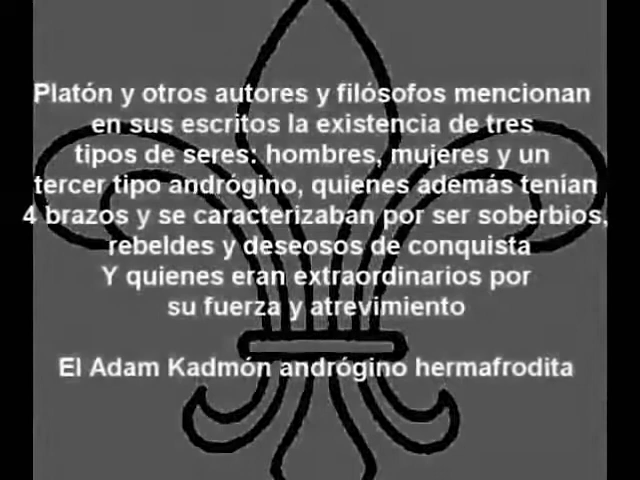 Platón y otros autores y filósofos mencionan
en sus escritos la existencia de tres
tipos de seres: hombres, mujeres y un
tercer tipo andrógino, quienes además tenían
4 brazos y se caracterizaban por ser soberbios,
rebeldes y deseosos de conquista
Y quienes eran extraordinarios por
su fuerza y atrevimiento
El Adam Kadmón andrógino hermafrodita